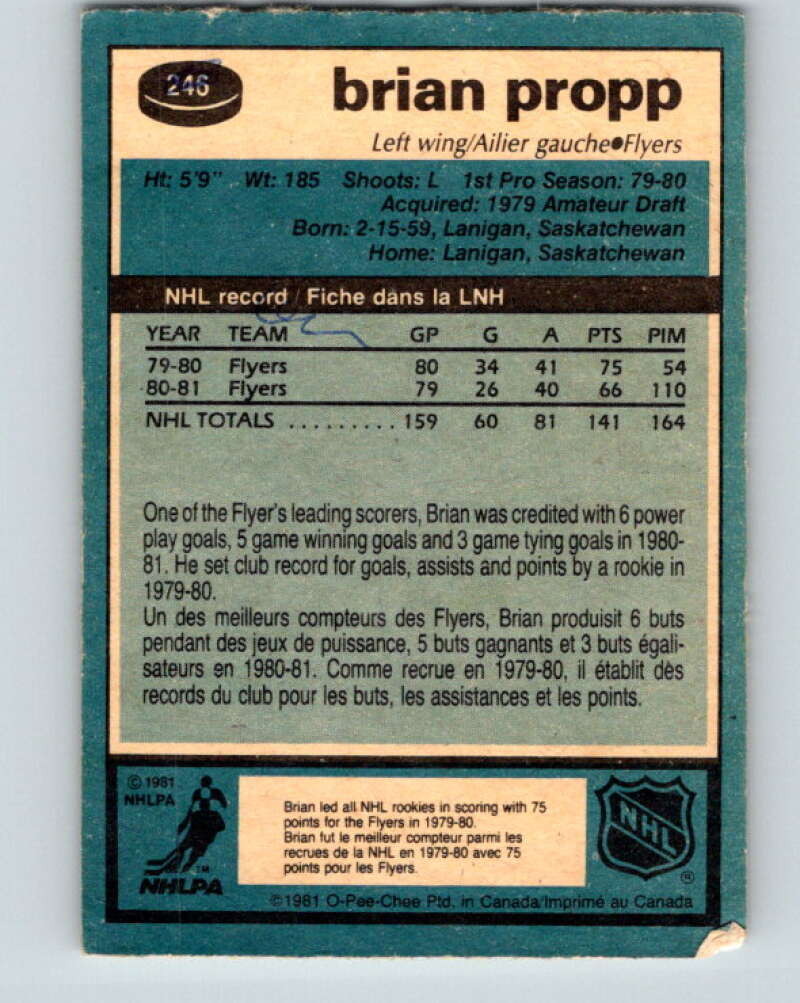 246
brian propp
Left wing/Ailier gauche●Flyers
Ht: 5'9" Wt: 185 Shoots: L 1st Pro Season: 79-80
Acquired: 1979 Amateur Draft
Born: 2-15-59, Lanigan, Saskatchewan
Home: Lanigan, Saskatchewan
NHL record / Fiche dans la LNH
YEAR TEAM GP G A PTS PIM
79-80 Flyers 80 34 41 75 54
80-81 Flyers 79 26 40 66 110
NHL TOTALS ......... 159 60 81 141 164
One of the Flyer's leading scorers, Brian was credited with 6 power
play goals, 5 game winning goals and 3 game tying goals in 1980-
81. He set club record for goals, assists and points by a rookie in
1979-80.
Un des meilleurs compteurs des Flyers, Brian produisit 6 buts
pendant des jeux de puissance, 5 buts gagnants et 3 buts égali-
sateurs en 1980-81. Comme recrue en 1979-80, il établit dès
records du club pour les buts, les assistances et les points.
© 1981
NHLPA
TM
NHLPA
Brian led all NHL rookies in scoring with 75
points for the Flyers in 1979-80.
Brian fut le meilleur compteur parmi les
recrues de la NHL en 1979-80 avec 75
points pour les Flyers.
NHL
®
©1981 O-Pee-Chee Ptd. in Canada/Imprimé au Canada